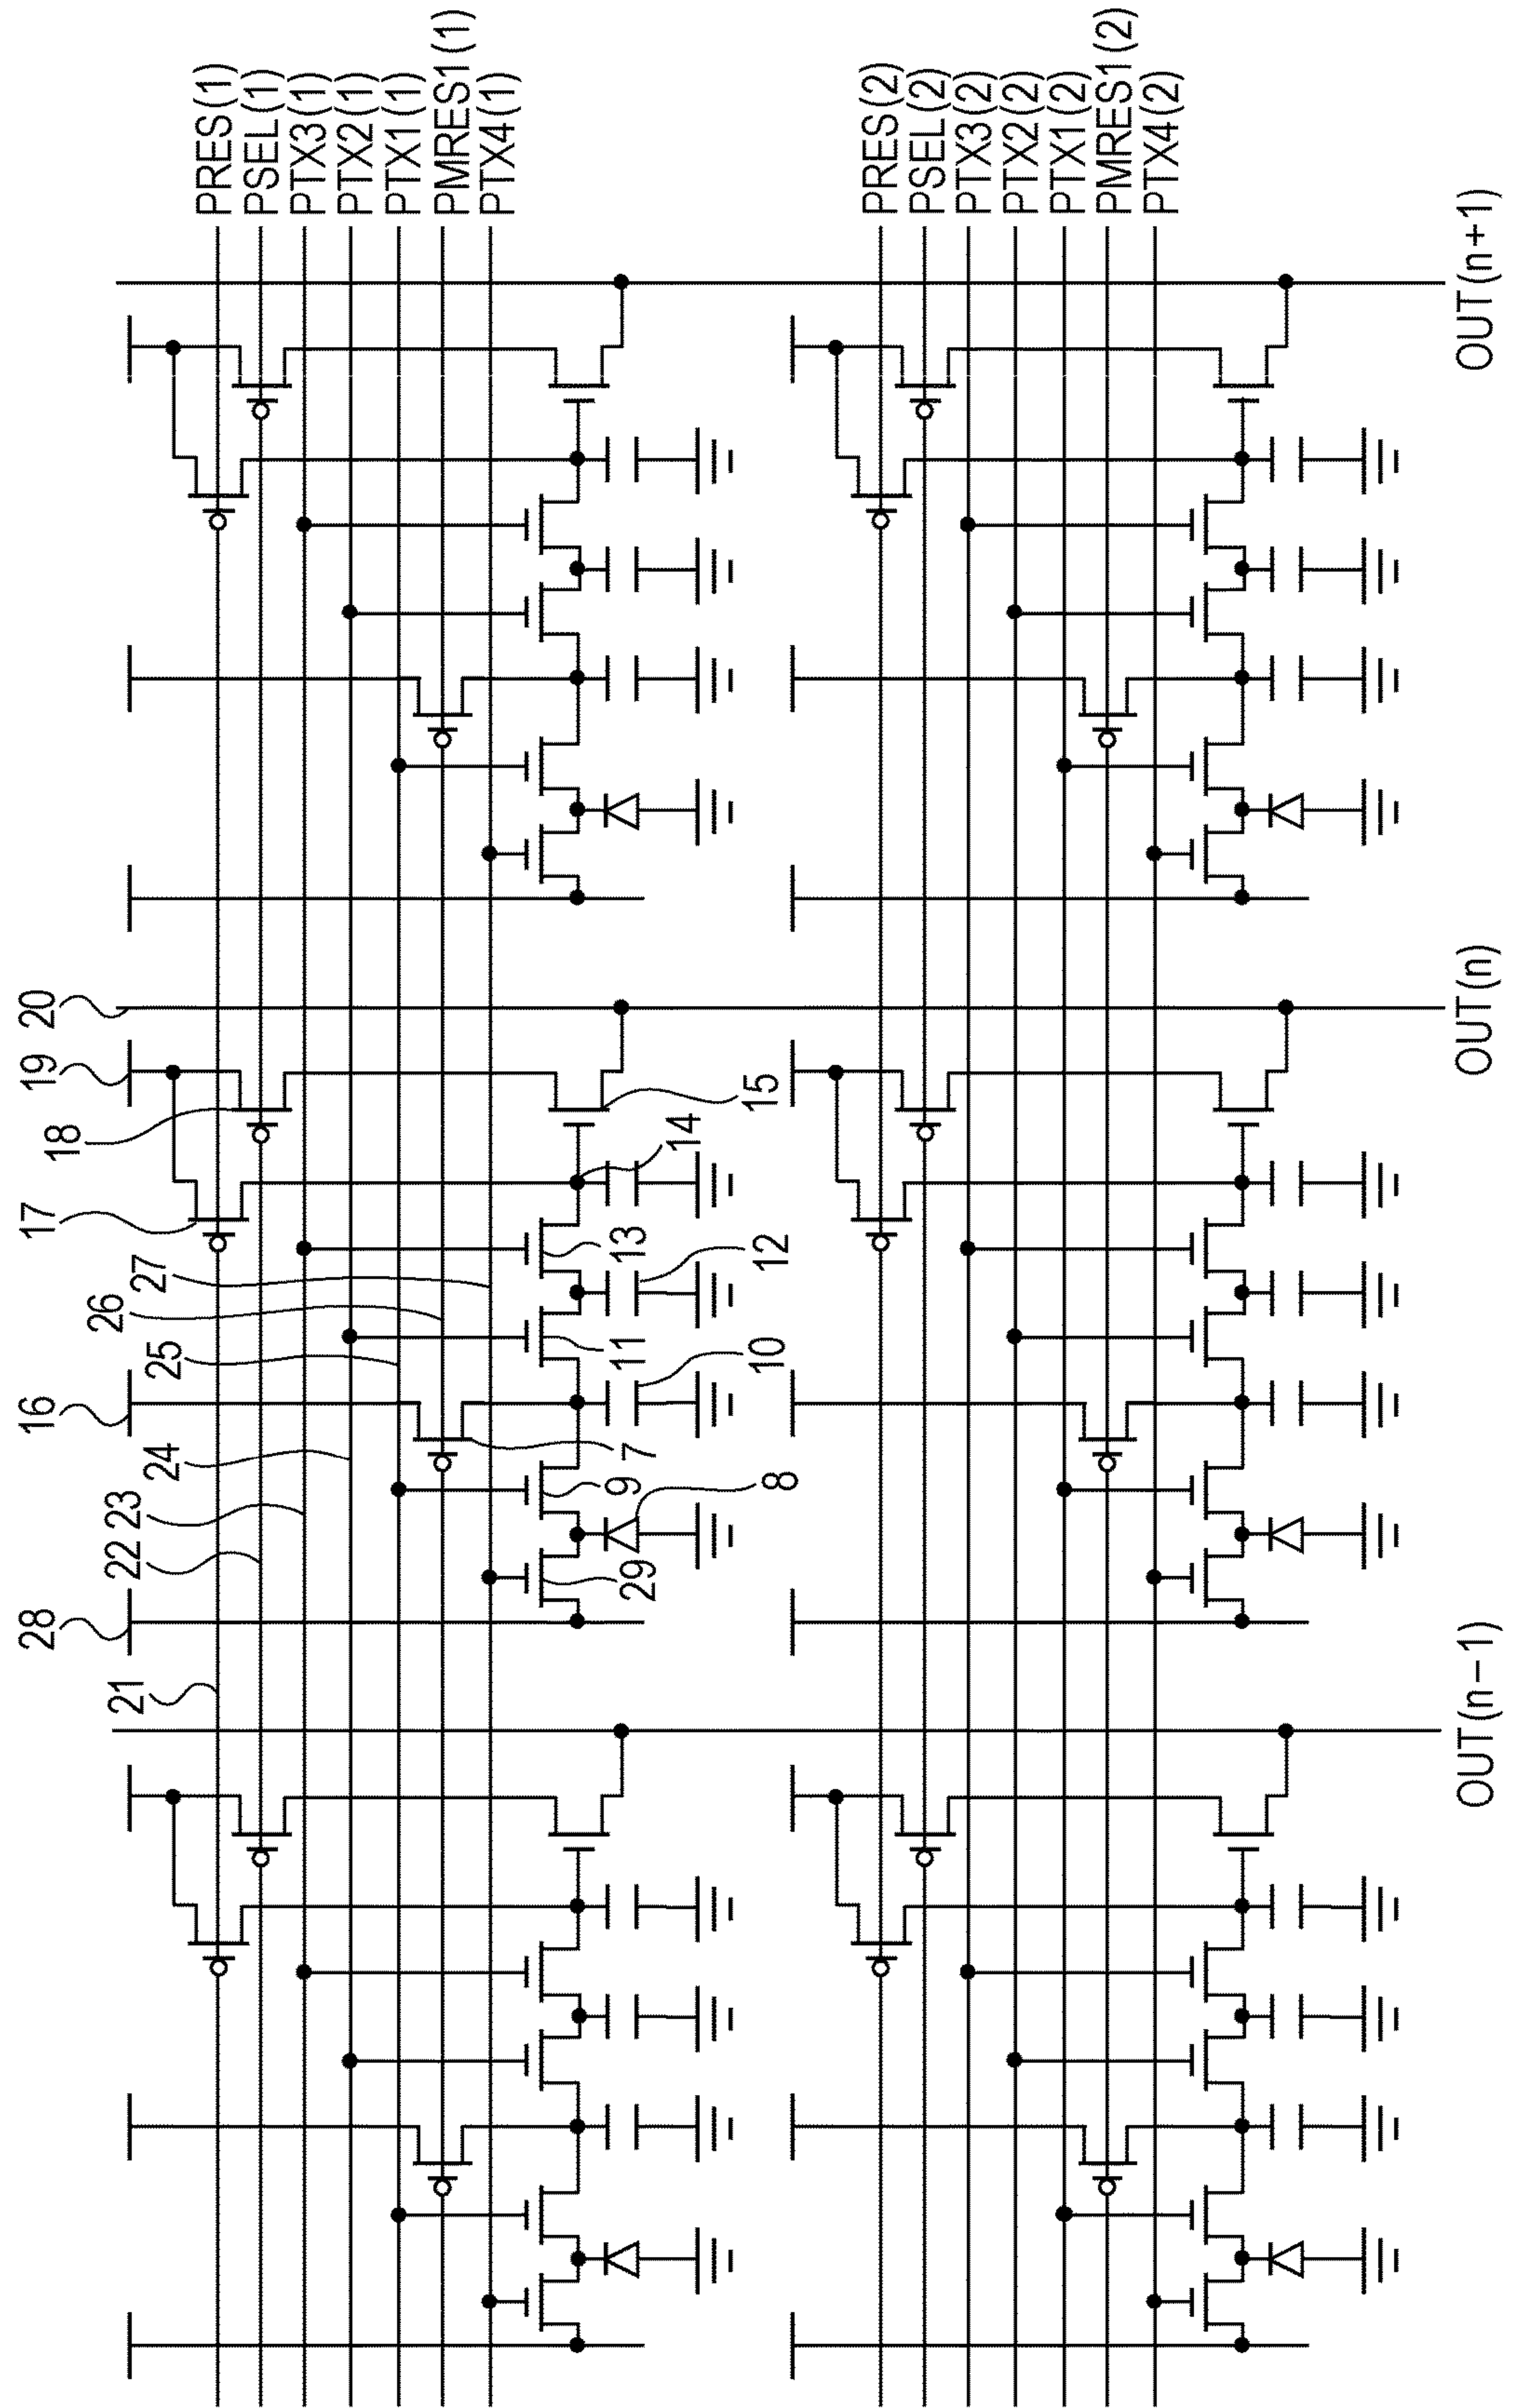 PRES(1)
PSEL(1)
PTX3(1)
PTX2(1)
PTX1(1)
PMRES1(1)
PTX4(1)
PRES(2)
PSEL(2)
PTX3(2)
PTX2(2)
PTX1(2)
PMRES1(2)
PTX4(2)
OUT(n+1)
20
19
18
17
15
14
13
12
27
26
25
11
10
16
24
7
9
8
23
22
29
28
21
OUT(n)
OUT(n−1)